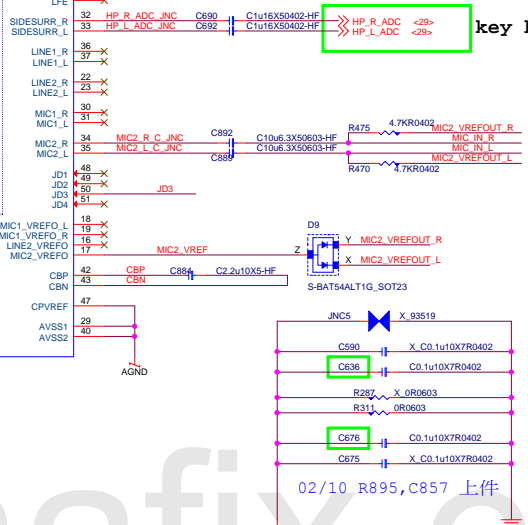 LFE
SIDESURR_R 32 HP_R_ADC_JNC C690 C1u16X50402-HF HP_R_ADC <29>
SIDESURR_L 33 HP_L_ADC_JNC C692 C1u16X50402-HF HP_L_ADC <29>
key
LINE1_R 36
LINE1_L 37
LINE2_R 22
LINE2_L 23
MIC1_R 30
MIC1_L 31
R475 4.7KR0402 MIC2_VREFOUT_R
MIC2_R 34 MIC2_R_C_JNC C892 C10u6.3X50603-HF MIC_IN_R
MIC2_L 35 MIC2_L_C_JNC C885 C10u6.3X50603-HF MIC_IN_L
R470 4.7KR0402 MIC2_VREFOUT_L
JD1 48
JD2 49
JD3 50 JD3
JD4 51
MIC1_VREFO_L 18
MIC1_VREFO_R 19
LINE2_VREFO 16
MIC2_VREFO 17 MIC2_VREF
D9
Z Y MIC2_VREFOUT_R
X MIC2_VREFOUT_L
S-BAT54ALT1G_SOT23
CBP 42 CBP C884 C2.2u10X5-HF
CBN 43 CBN
CPVREF 47
AVSS1 29
AVSS2 40
AGND
JNC5 X_93519
C590 X_C0.1u10X7R0402
C636 C0.1u10X7R0402
R287 X_0R0603
R311 0R0603
C676 C0.1u10X7R0402
C675 X_C0.1u10X7R0402
02/10 R895,C857 上件